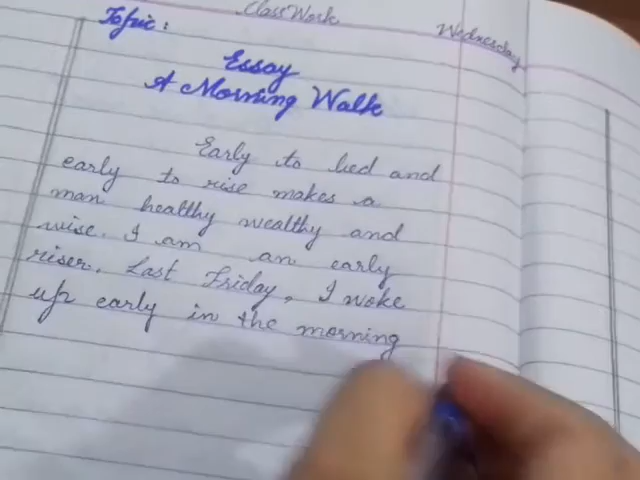 Class Work
Wednesday
Topic:
Essay
A Morning Walk
Early to bed and
early to rise makes a
man healthy wealthy and
wise. I am an early
riser. Last Friday, I woke
up early in the morning